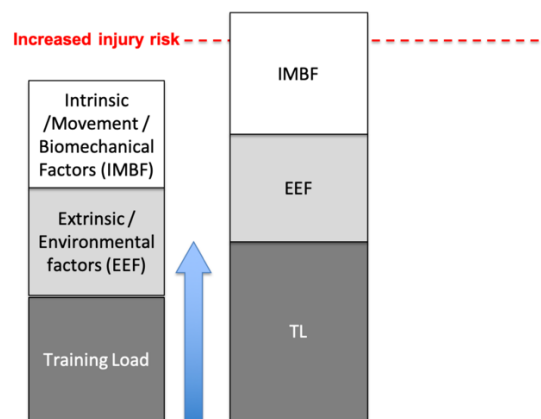 Increased injury risk
IMBF
Intrinsic
/Movement /
Biomechanical
Factors (IMBF)
EEF
Extrinsic /
Environmental
factors (EEF)
TL
Training Load